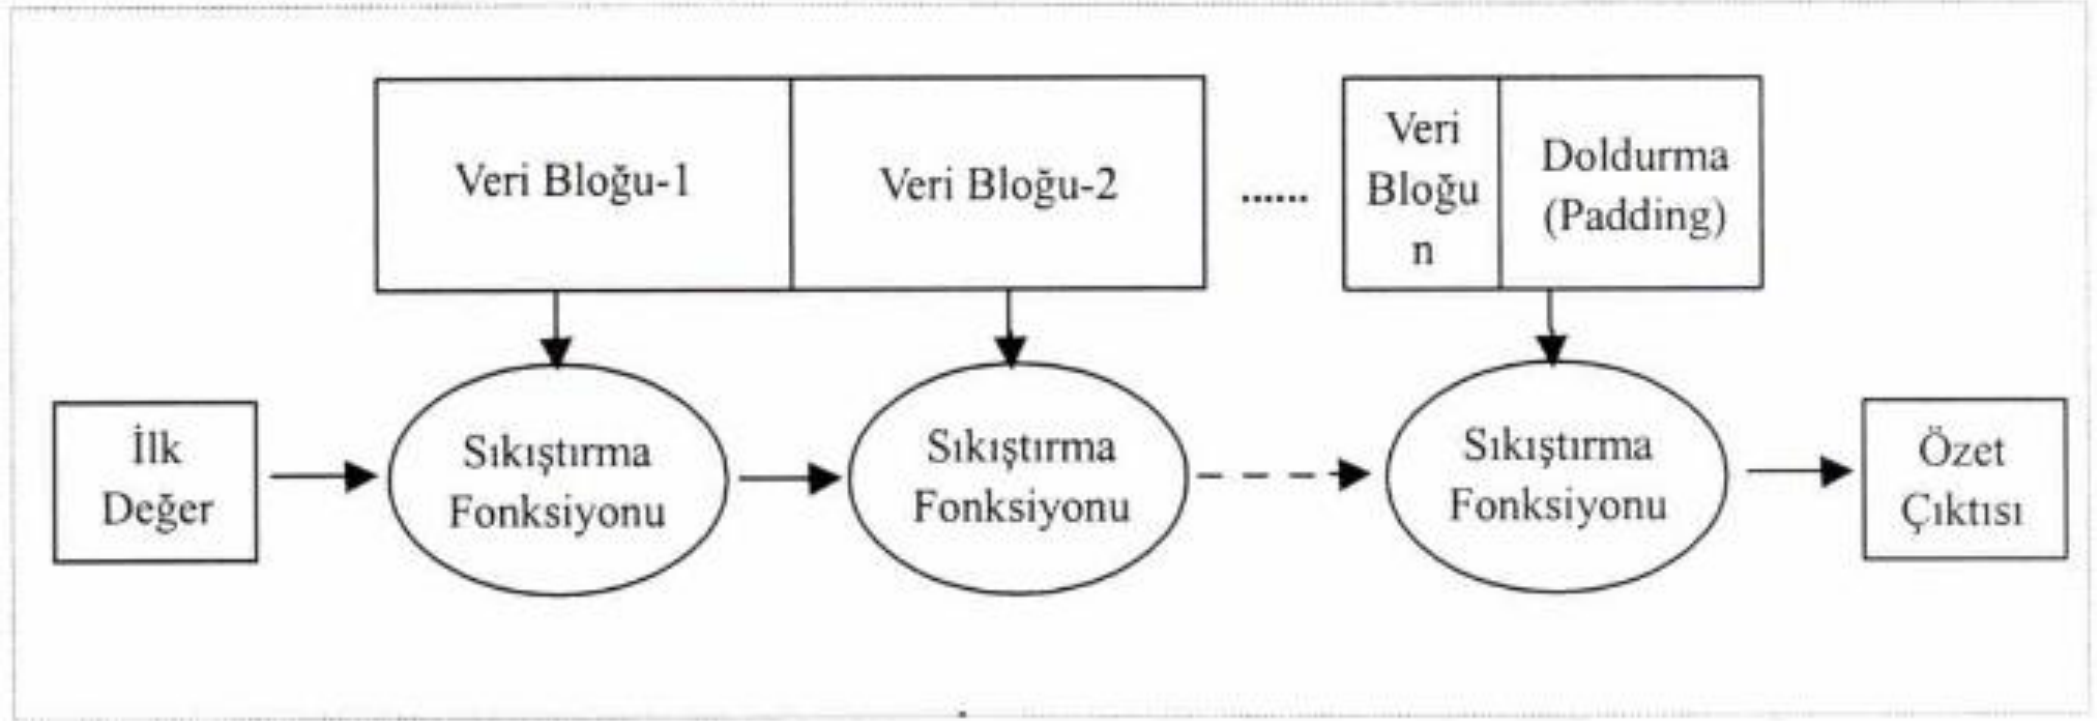 Veri Bloğu-1
Veri Bloğu-2
......
Veri
Bloğu
n
Doldurma
(Padding)
İlk
Değer
Sıkıştırma
Fonksiyonu
Sıkıştırma
Fonksiyonu
Sıkıştırma
Fonksiyonu
Özet
Çıktısı